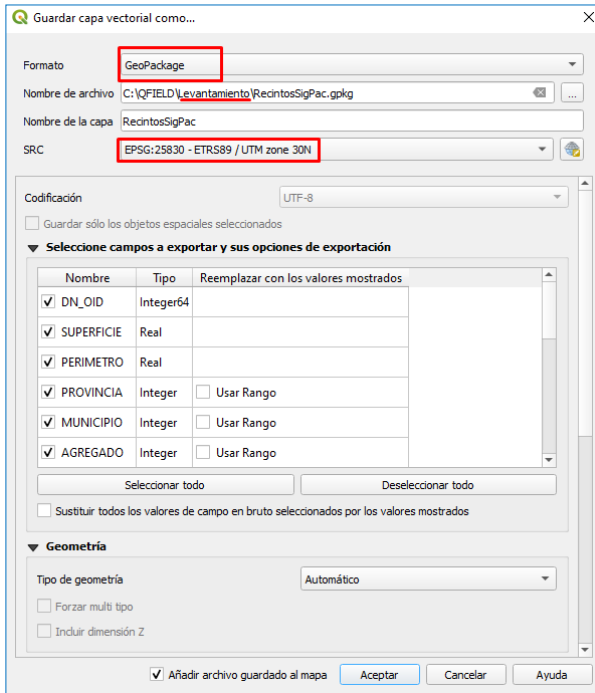 Guardar capa vectorial como...
Formato GeoPackage
Nombre de archivo C:\QFIELD\Levantamiento\RecintosSigPac.gpkg ...
Nombre de la capa RecintosSigPac
SRC EPSG:25830 - ETRS89 / UTM zone 30N
Codificación UTF-8
Guardar sólo los objetos espaciales seleccionados
Seleccione campos a exportar y sus opciones de exportación
Nombre Tipo Reemplazar con los valores mostrados
DN_OID Integer64
SUPERFICIE Real
PERIMETRO Real
PROVINCIA Integer Usar Rango
MUNICIPIO Integer Usar Rango
AGREGADO Integer Usar Rango
Seleccionar todo Deseleccionar todo
Sustituir todos los valores de campo en bruto seleccionados por los valores mostrados
Geometría
Tipo de geometría Automático
Forzar multi tipo
Incluir dimensión Z
Añadir archivo guardado al mapa Aceptar Cancelar Ayuda